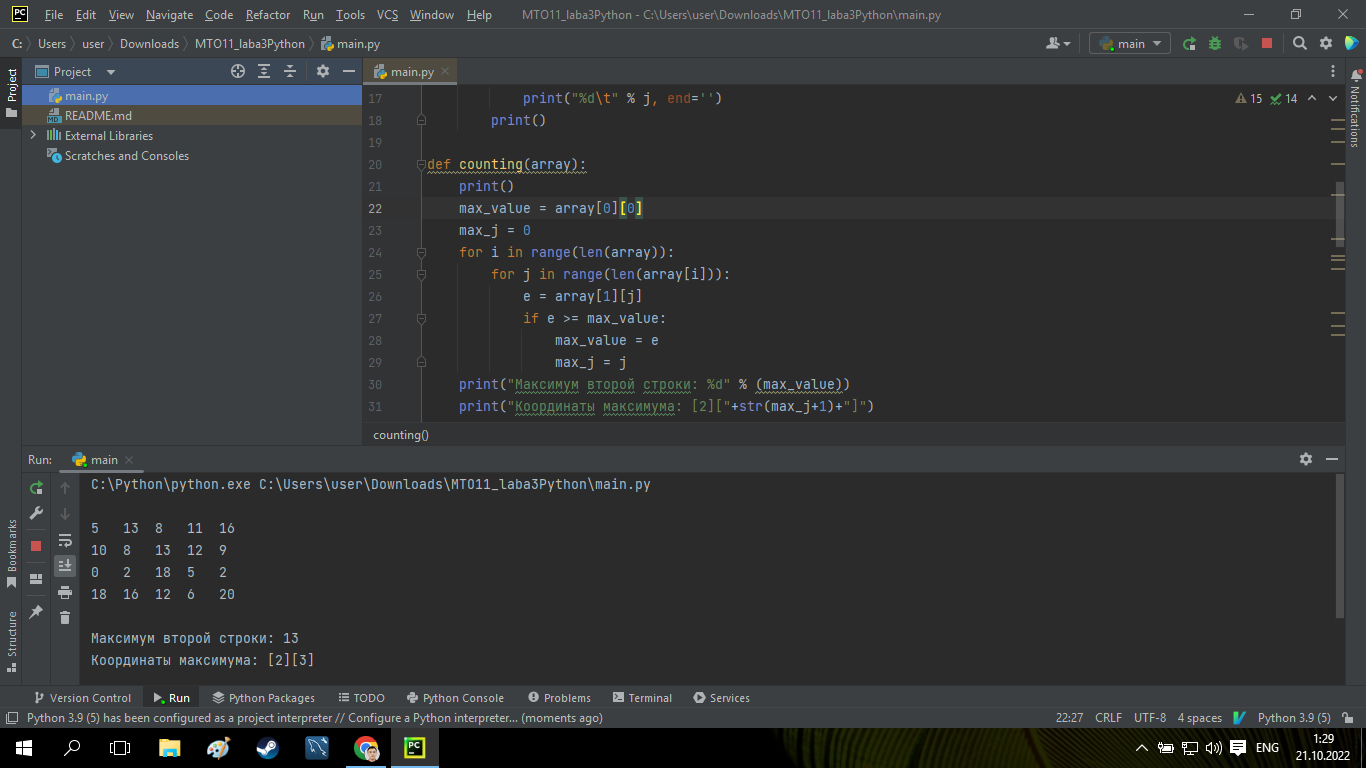 PC File Edit View Navigate Code Refactor Run Tools VCS Window Help MTO11_laba3Python - C:\Users\user\Downloads\MTO11_laba3Python\main.py
C: Users user Downloads MTO11_laba3Python main.py main
Project
Project
main.py
README.md
External Libraries
Scratches and Consoles
main.py
15 14
17 print("%d\t" % j, end='')
18 print()
19
20 def counting(array):
21 print()
22 max_value = array[0][0]
23 max_j = 0
24 for i in range(len(array)):
25 for j in range(len(array[i])):
26 e = array[1][j]
27 if e >= max_value:
28 max_value = e
29 max_j = j
30 print("Максимум второй строки: %d" % (max_value))
31 print("Координаты максимума: [2]["+str(max_j+1)+"]")
counting()
Notifications
Run: main
C:\Python\python.exe C:\Users\user\Downloads\MTO11_laba3Python\main.py
5 13 8 11 16
10 8 13 12 9
0 2 18 5 2
18 16 12 6 20
Максимум второй строки: 13
Координаты максимума: [2][3]
Bookmarks
Structure
Version Control Run Python Packages TODO Python Console Problems Terminal Services
Python 3.9 (5) has been configured as a project interpreter // Configure a Python interpreter... (moments ago) 22:27 CRLF UTF-8 4 spaces Python 3.9 (5)
PC ENG 1:29
21.10.2022